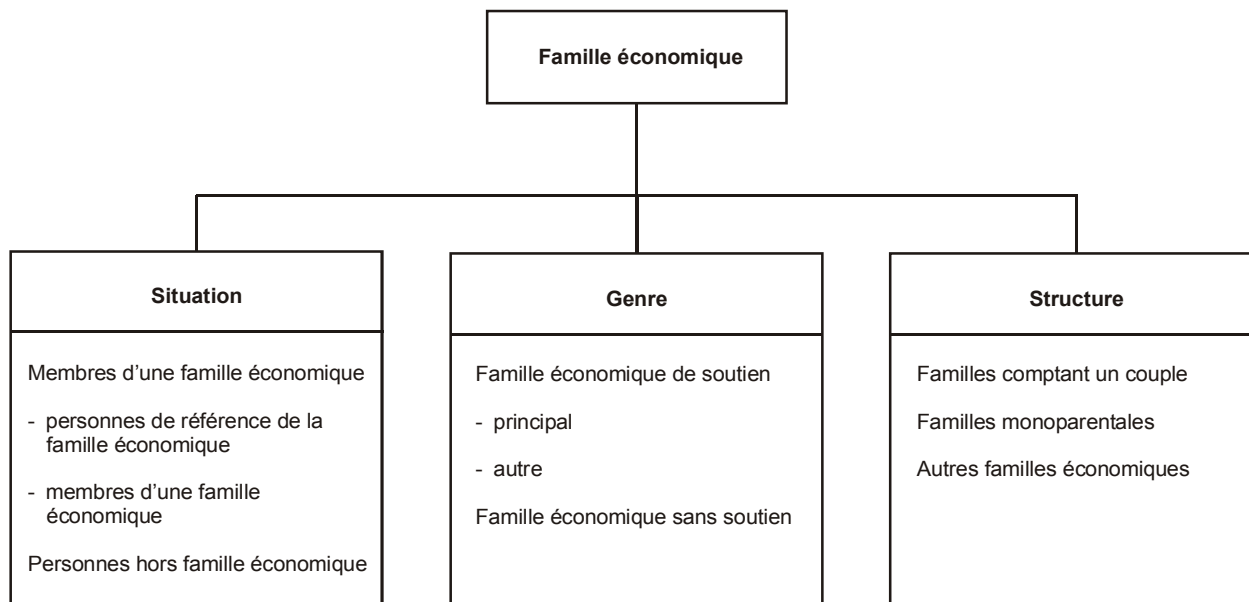 Famille économique
Situation
Membres d’une famille économique
- personnes de référence de la
famille économique
- membres d’une famille
économique
Personnes hors famille économique
Genre
Famille économique de soutien
- principal
- autre
Famille économique sans soutien
Structure
Familles comptant un couple
Familles monoparentales
Autres familles économiques